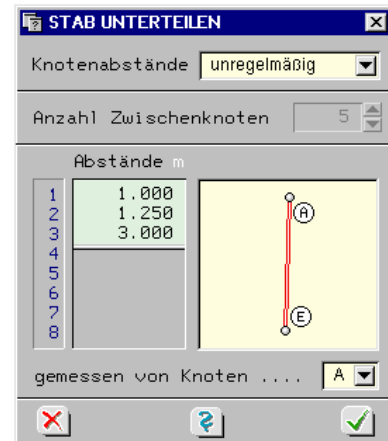 STAB UNTERTEILEN
Knotenabstände unregelmäßig
Anzahl Zwischenknoten 5
Abstände m
1 1.000
2 1.250
3 3.000
4
5
6
7
8
A
E
gemessen von Knoten .... A